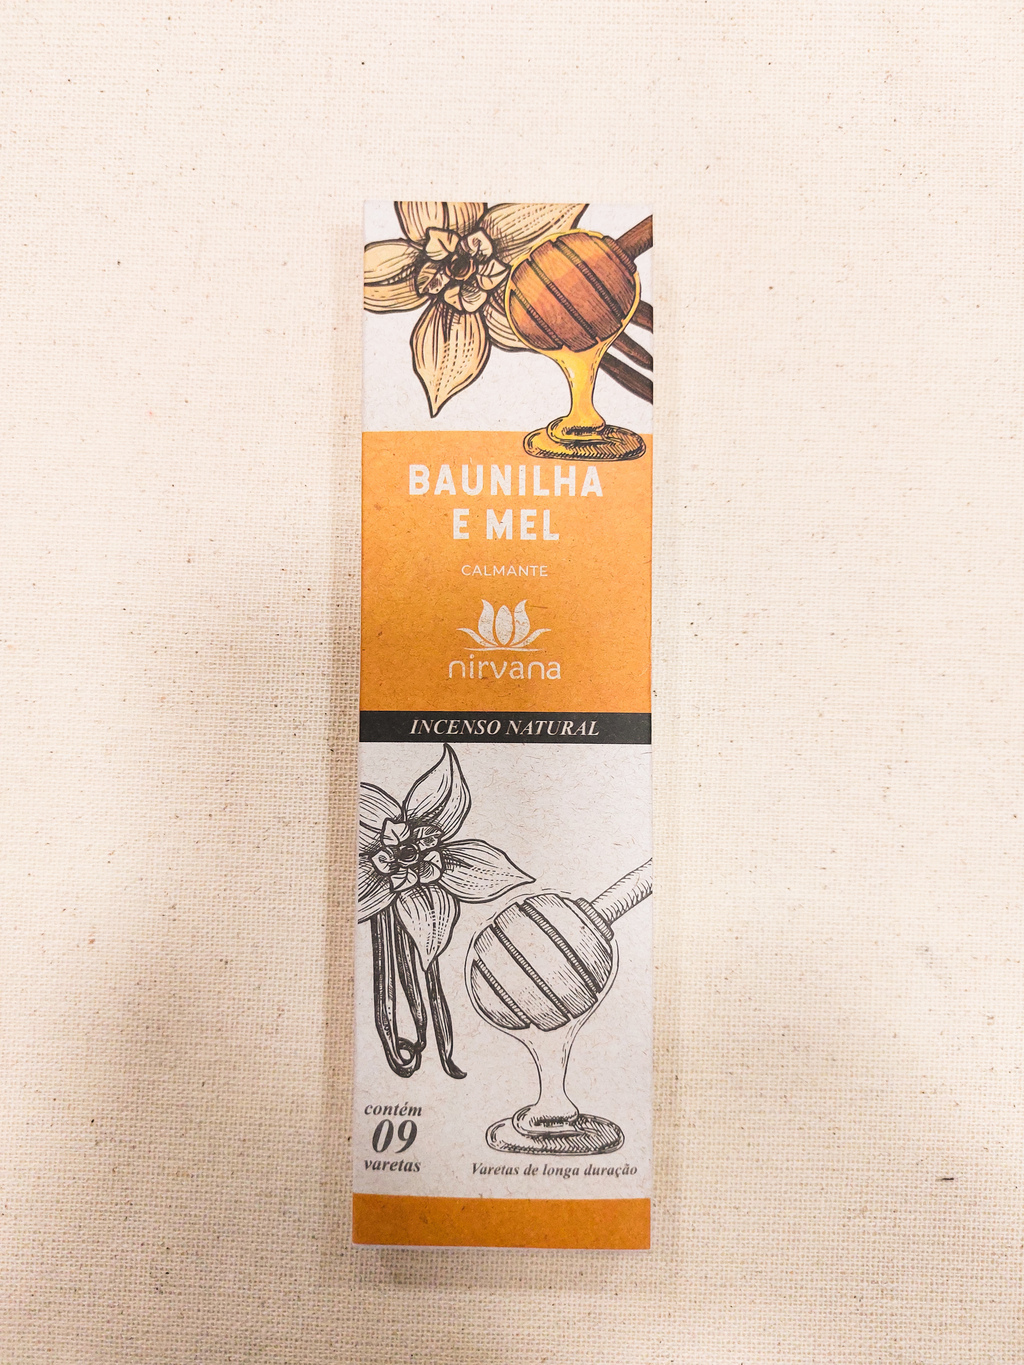 BAUNILHA
E MEL
CALMANTE
nirvana
INCENSO NATURAL
contém
09
varetas
Varetas de longa duração